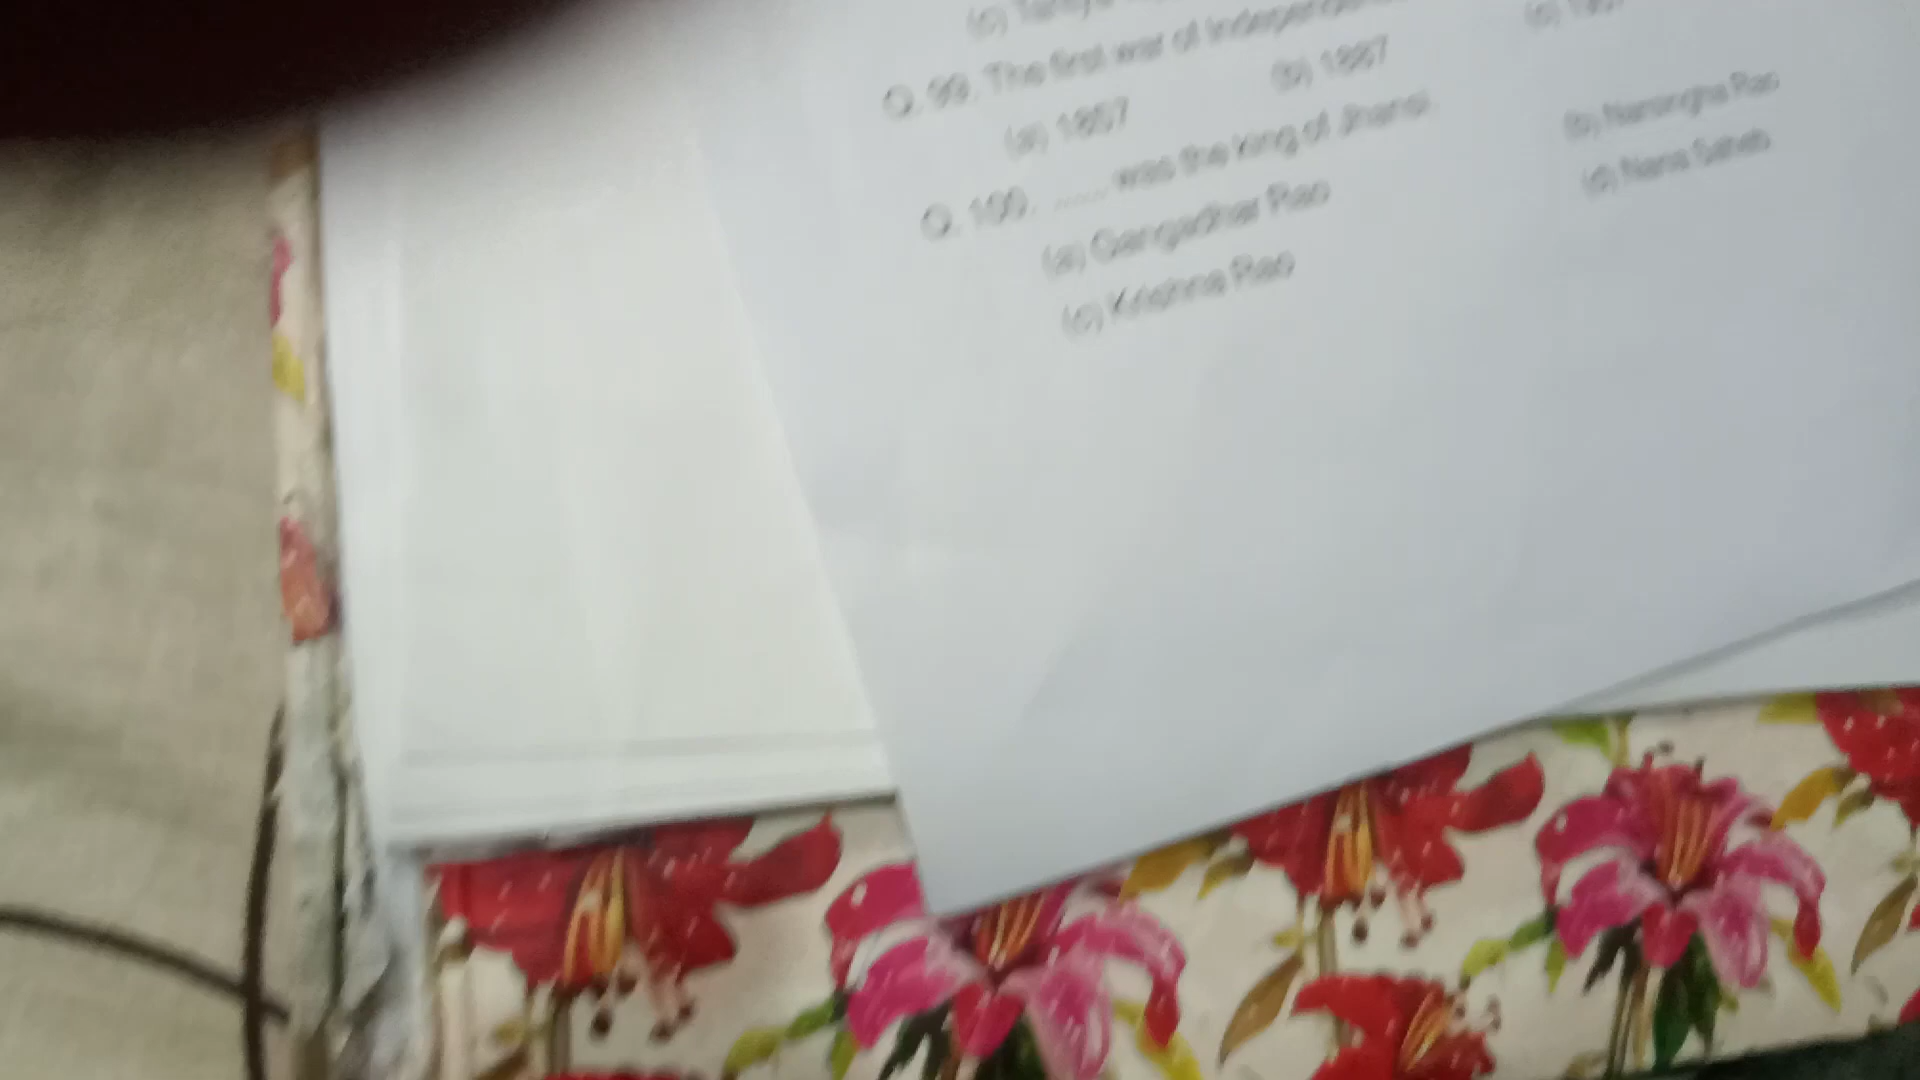 (c)
Q. 99. The first war of Independence
(a) 1857 (b) 1887 (c)
Q. 100. ...... was the king of Jhansi.
(a) Gangadhar Rao (b) Narsingha Rao
(c) Krishna Rao (d) Nana Saheb